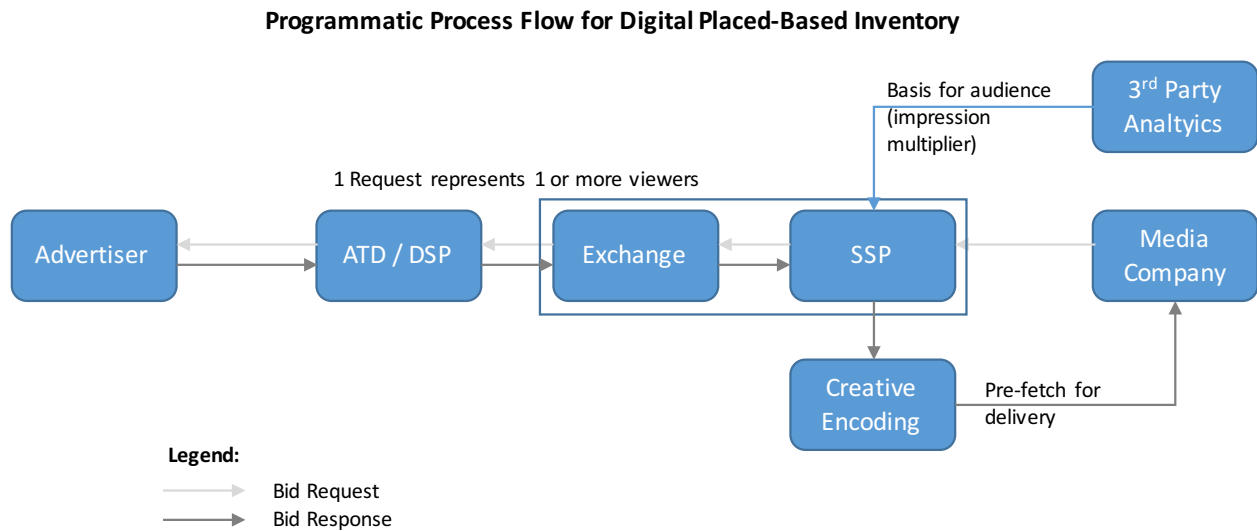 Programmatic Process Flow for Digital Placed-Based Inventory
Basis for audience
(impression
multiplier)
3rd Party
Analtyics
1 Request represents 1 or more viewers
Advertiser
ATD / DSP
Exchange
SSP
Media
Company
Creative
Encoding
Pre-fetch for
delivery
Legend:
Bid Request
Bid Response